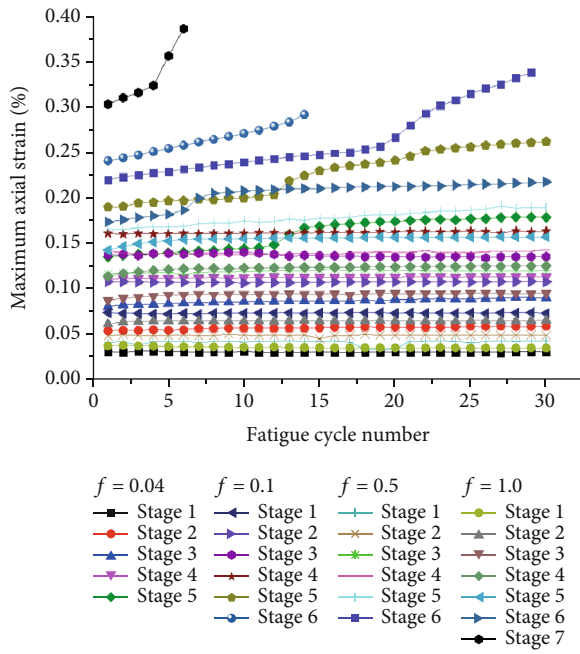 0.40
0.35
0.30
0.25
0.20
0.15
0.10
0.05
0.00
Maximum axial strain (%)
0 5 10 15 20 25 30
Fatigue cycle number
f = 0.04
Stage 1
Stage 2
Stage 3
Stage 4
Stage 5
f = 0.1
Stage 1
Stage 2
Stage 3
Stage 4
Stage 5
Stage 6
f = 0.5
Stage 1
Stage 2
Stage 3
Stage 4
Stage 5
Stage 6
f = 1.0
Stage 1
Stage 2
Stage 3
Stage 4
Stage 5
Stage 6
Stage 7